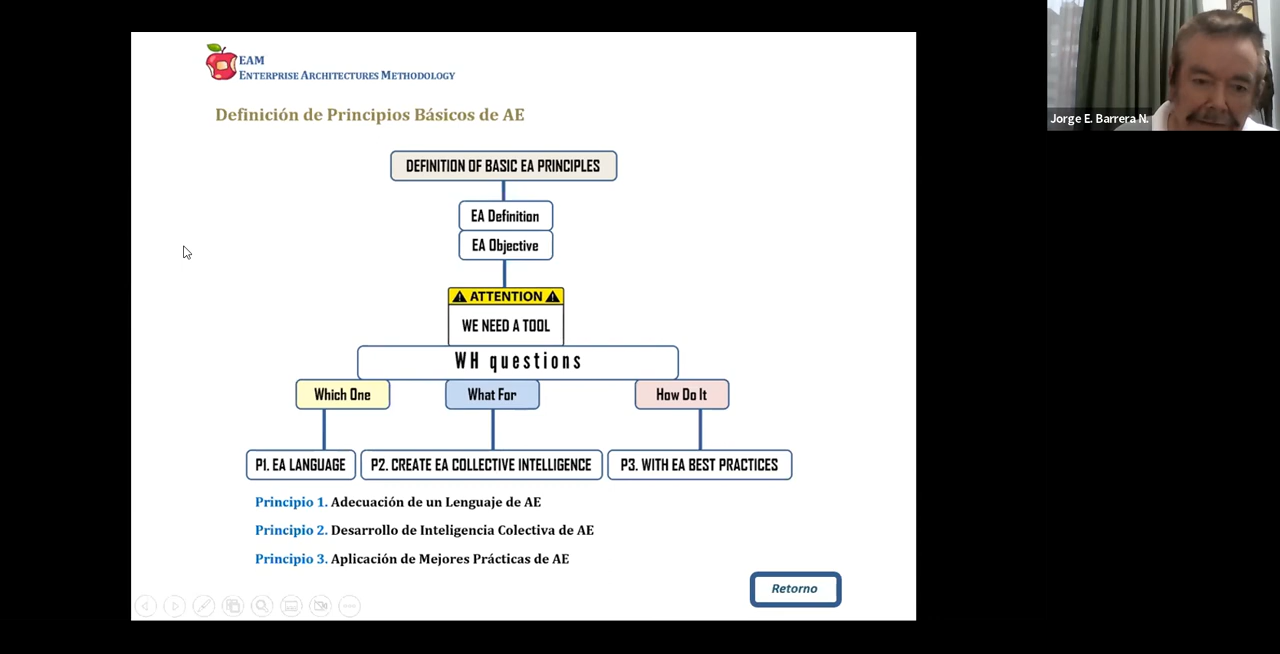 EAM
ENTERPRISE ARCHITECTURES METHODOLOGY
Definición de Principios Básicos de AE
DEFINITION OF BASIC EA PRINCIPLES
EA Definition
EA Objective
ATTENTION
WE NEED A TOOL
WH questions
Which One
What For
How Do It
P1. EA LANGUAGE
P2. CREATE EA COLLECTIVE INTELLIGENCE
P3. WITH EA BEST PRACTICES
Principio 1. Adecuación de un Lenguaje de AE
Principio 2. Desarrollo de Inteligencia Colectiva de AE
Principio 3. Aplicación de Mejores Prácticas de AE
Retorno
Jorge E. Barrera N.